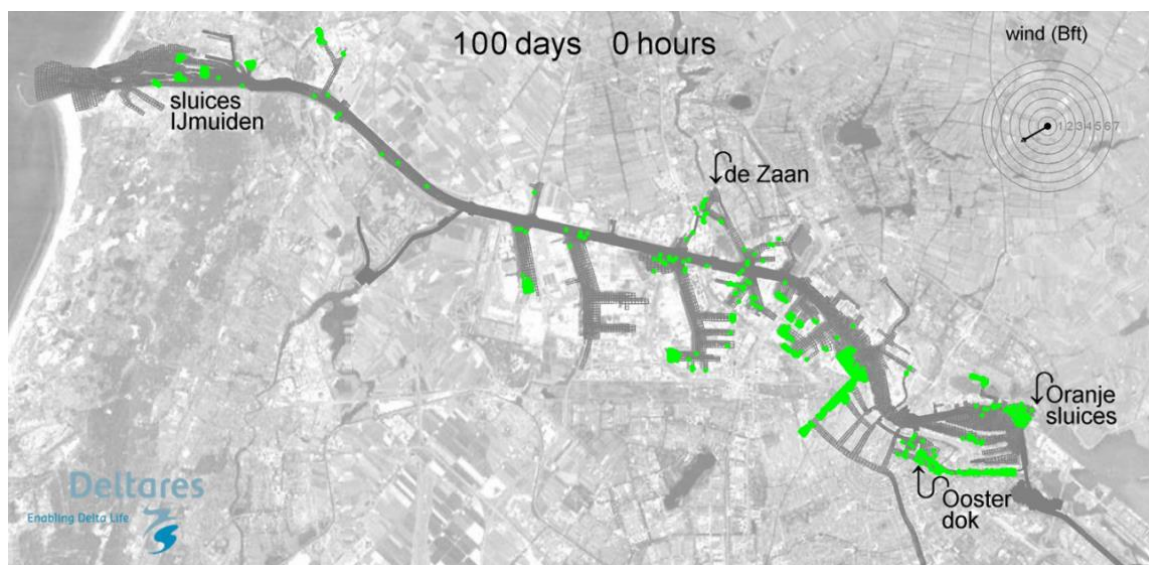 100 days 0 hours
wind (Bft)
1 2 3 4 5 6 7
sluices
IJmuiden
de Zaan
Oranje
sluices
Ooster
dok
Deltares
Enabling Delta Life